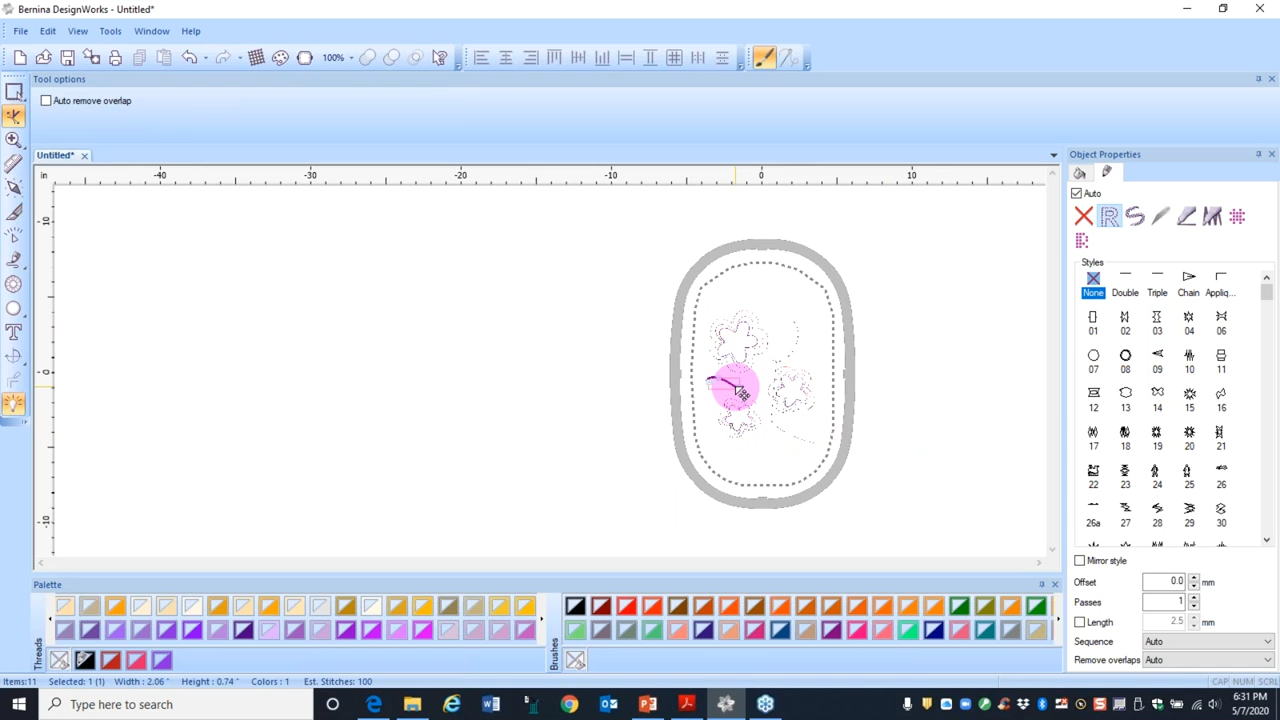 Bernina DesignWorks - Untitled*
File Edit View Tools Window Help
100%
Tool options
Auto remove overlap
Untitled*
in
-40 -30 -20 -10 0 10
-10
0
-10
Object Properties
Auto
Styles
None Double Triple Chain Appliq...
01 02 03 04 06
07 08 09 10 11
12 13 14 15 16
17 18 19 20 21
22 23 24 25 26
26a 27 28 29 30
Mirror style
Offset 0.0 mm
Passes 1
Length 2.5 mm
Sequence Auto
Remove overlaps Auto
Palette
Threads
Brushes
Items:11 Selected: 1 (1) Width : 2.06 " Height : 0.74 " Colors : 1 Est. Stitches: 100
CAP NUM SCRL
Type here to search
6:31 PM
5/7/2020